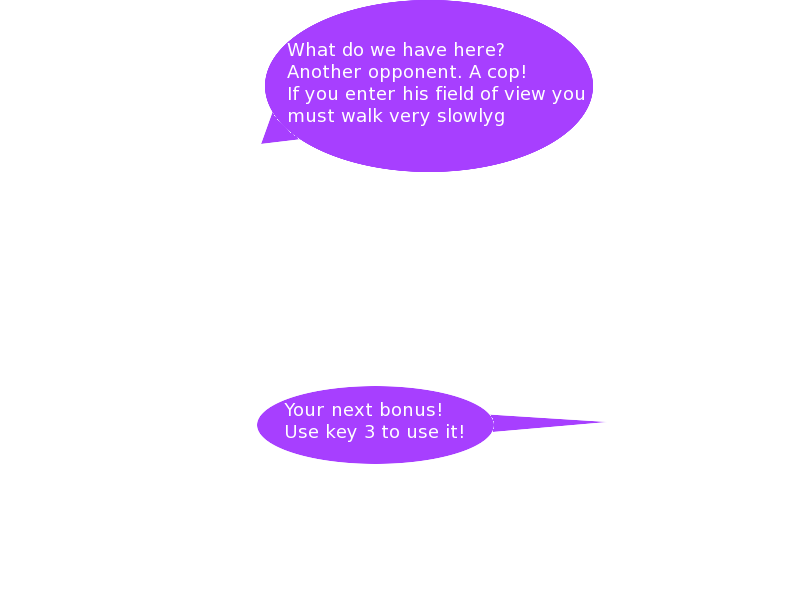 What do we have here?
Another opponent. A cop!
If you enter his field of view you
must walk very slowlyg
Your next bonus!
Use key 3 to use it!